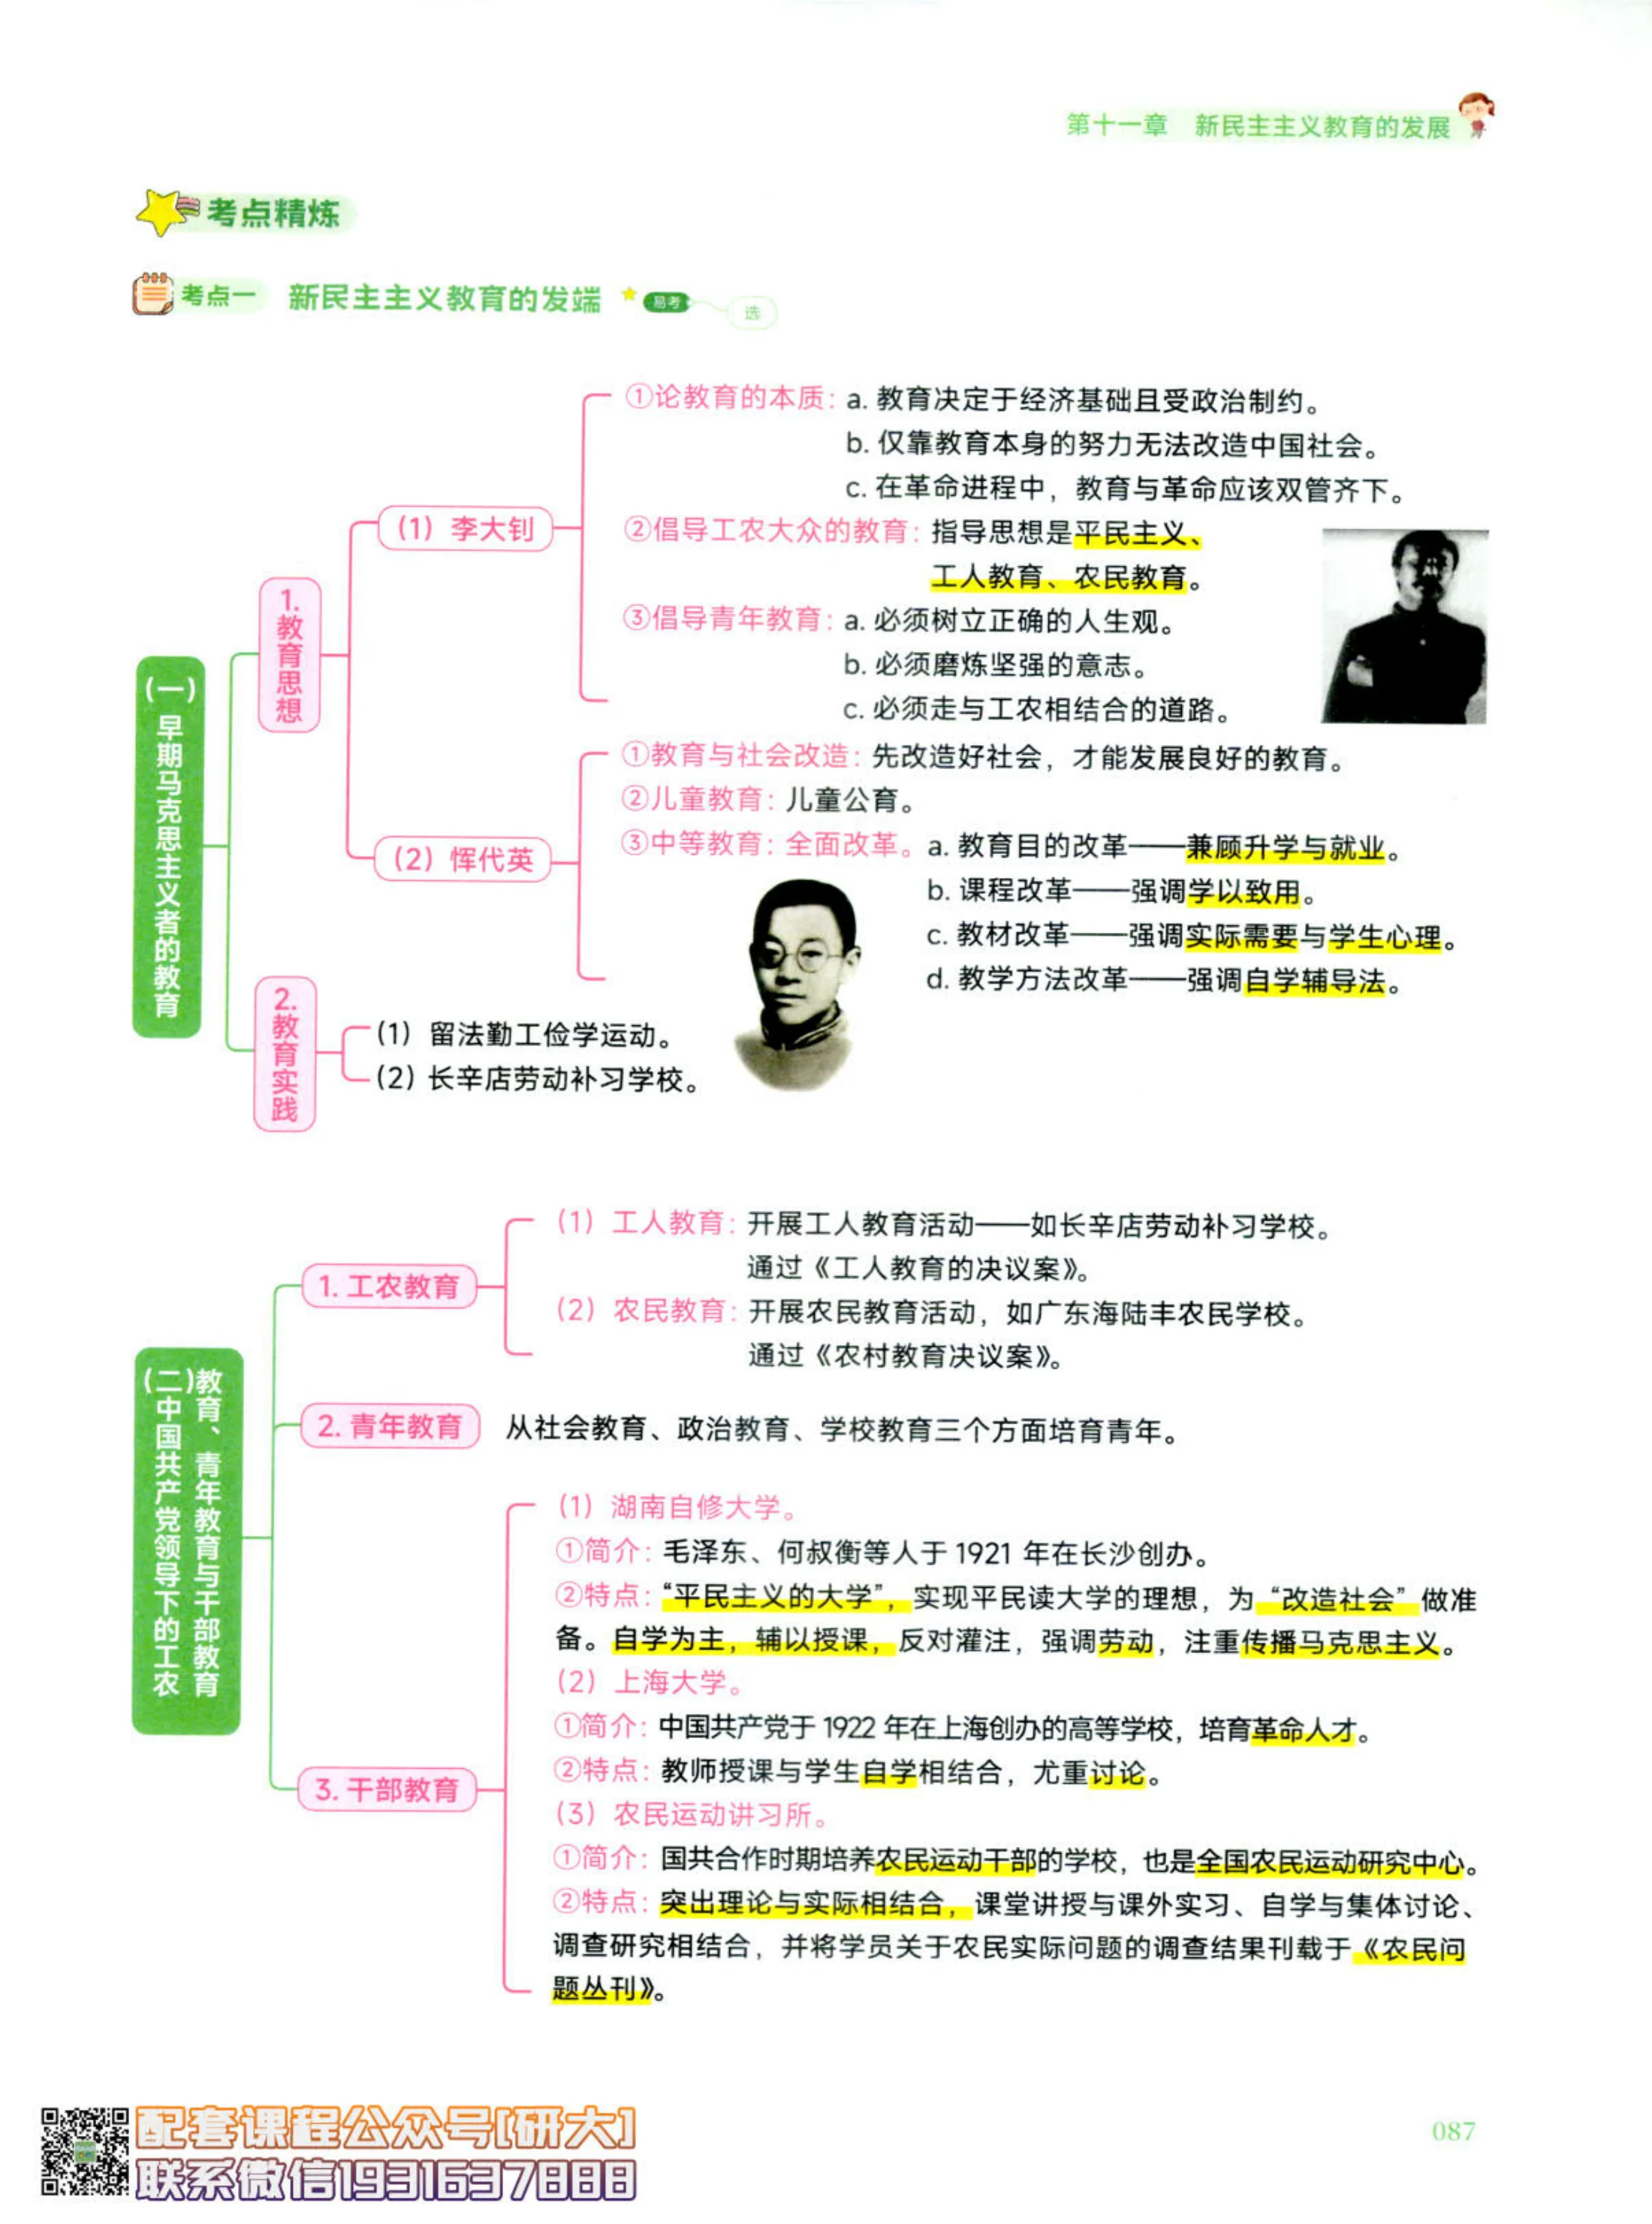 第十一章 新民主主义教育的发展
考点精炼
考点一 新民主主义教育的发端 易考 选
(一)早期马克思主义者的教育
1.教育思想
(1) 李大钊
①论教育的本质：a. 教育决定于经济基础且受政治制约。
b. 仅靠教育本身的努力无法改造中国社会。
c. 在革命进程中，教育与革命应该双管齐下。
②倡导工农大众的教育：指导思想是平民主义、
工人教育、农民教育。
③倡导青年教育：a. 必须树立正确的人生观。
b. 必须磨炼坚强的意志。
c. 必须走与工农相结合的道路。
(2) 恽代英
①教育与社会改造：先改造好社会，才能发展良好的教育。
②儿童教育：儿童公育。
③中等教育：全面改革。a. 教育目的改革——兼顾升学与就业。
b. 课程改革——强调学以致用。
c. 教材改革——强调实际需要与学生心理。
d. 教学方法改革——强调自学辅导法。
2.教育实践
(1) 留法勤工俭学运动。
(2) 长辛店劳动补习学校。
(二)中国共产党领导下的工农
教育、青年教育与干部教育
1. 工农教育
(1) 工人教育：开展工人教育活动——如长辛店劳动补习学校。
通过《工人教育的决议案》。
(2) 农民教育：开展农民教育活动，如广东海陆丰农民学校。
通过《农村教育决议案》。
2. 青年教育 从社会教育、政治教育、学校教育三个方面培育青年。
3. 干部教育
(1) 湖南自修大学。
①简介：毛泽东、何叔衡等人于 1921 年在长沙创办。
②特点：“平民主义的大学”，实现平民读大学的理想，为“改造社会”做准
备。自学为主，辅以授课，反对灌注，强调劳动，注重传播马克思主义。
(2) 上海大学。
①简介：中国共产党于 1922 年在上海创办的高等学校，培育革命人才。
②特点：教师授课与学生自学相结合，尤重讨论。
(3) 农民运动讲习所。
①简介：国共合作时期培养农民运动干部的学校，也是全国农民运动研究中心。
②特点：突出理论与实际相结合，课堂讲授与课外实习、自学与集体讨论、
调查研究相结合，并将学员关于农民实际问题的调查结果刊载于《农民问
题丛刊》。
配套课程公众号[研大]
联系微信1931637888
087